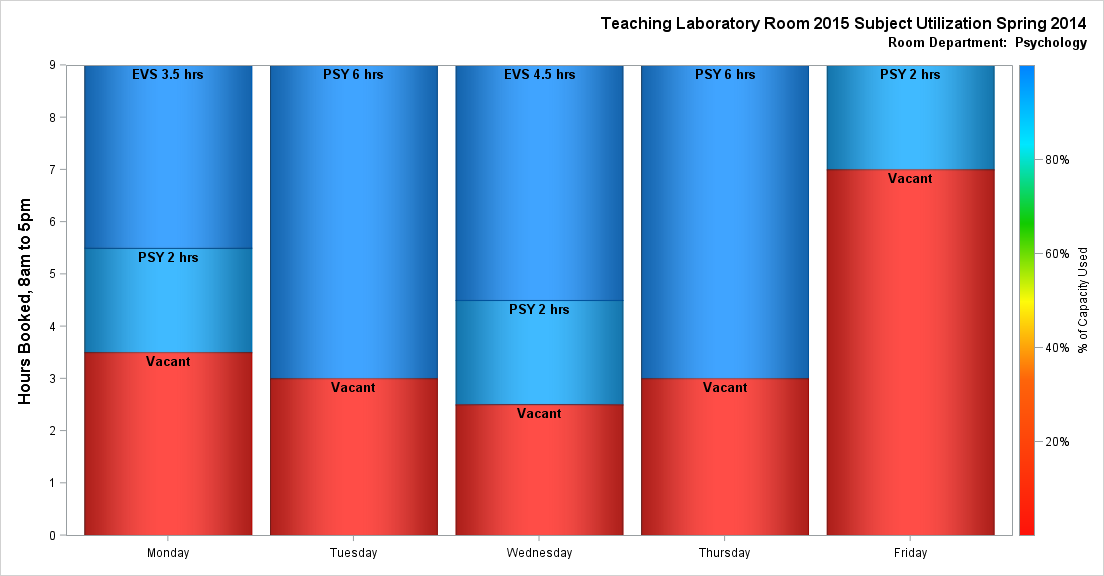 Teaching Laboratory Room 2015 Subject Utilization Spring 2014
Room Department: Psychology
Hours Booked, 8am to 5pm
9
8
7
6
5
4
3
2
1
0
EVS 3.5 hrs
PSY 2 hrs
Vacant
PSY 6 hrs
Vacant
EVS 4.5 hrs
PSY 2 hrs
Vacant
PSY 6 hrs
Vacant
PSY 2 hrs
Vacant
Monday
Tuesday
Wednesday
Thursday
Friday
80%
60%
40%
20%
% of Capacity Used